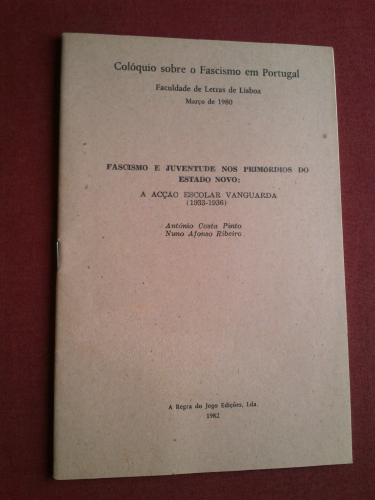 Colóquio sobre o Fascismo em Portugal
Faculdade de Letras de Lisboa
Março de 1980
FASCISMO E JUVENTUDE NOS PRIMÓRDIOS DO
ESTADO NOVO:
A ACÇÃO ESCOLAR VANGUARDA
(1933-1936)
António Costa Pinto
Nuno Afonso Ribeiro
A Regra do Jogo Edições, Lda.
1982